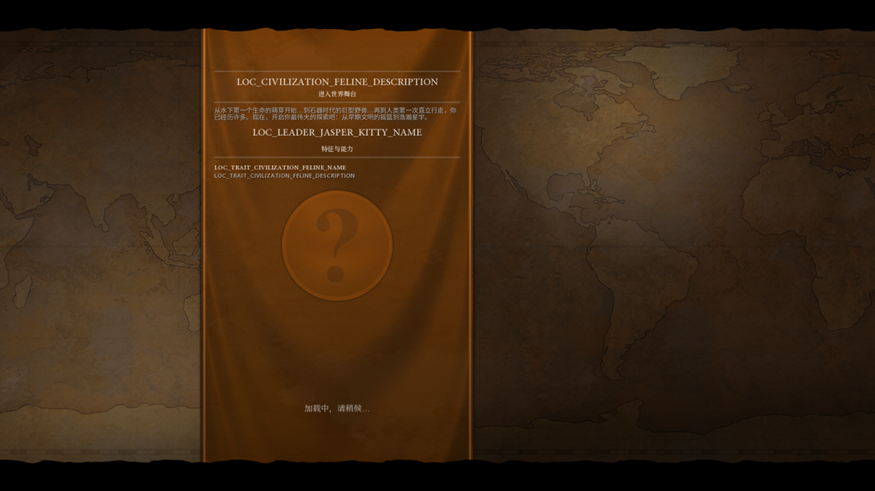 LOC_CIVILIZATION_FELINE_DESCRIPTION
进入世界舞台
从水下第一个生命的萌芽开始...到石器时代的巨型野兽...再到人类第一次直立行走，你
已经历许多。现在，开启你最伟大的探索吧：从早期文明的摇篮到浩瀚星宇。
LOC_LEADER_JASPER_KITTY_NAME
特征与能力
LOC_TRAIT_CIVILIZATION_FELINE_NAME
LOC_TRAIT_CIVILIZATION_FELINE_DESCRIPTION
?
加载中，请稍候...